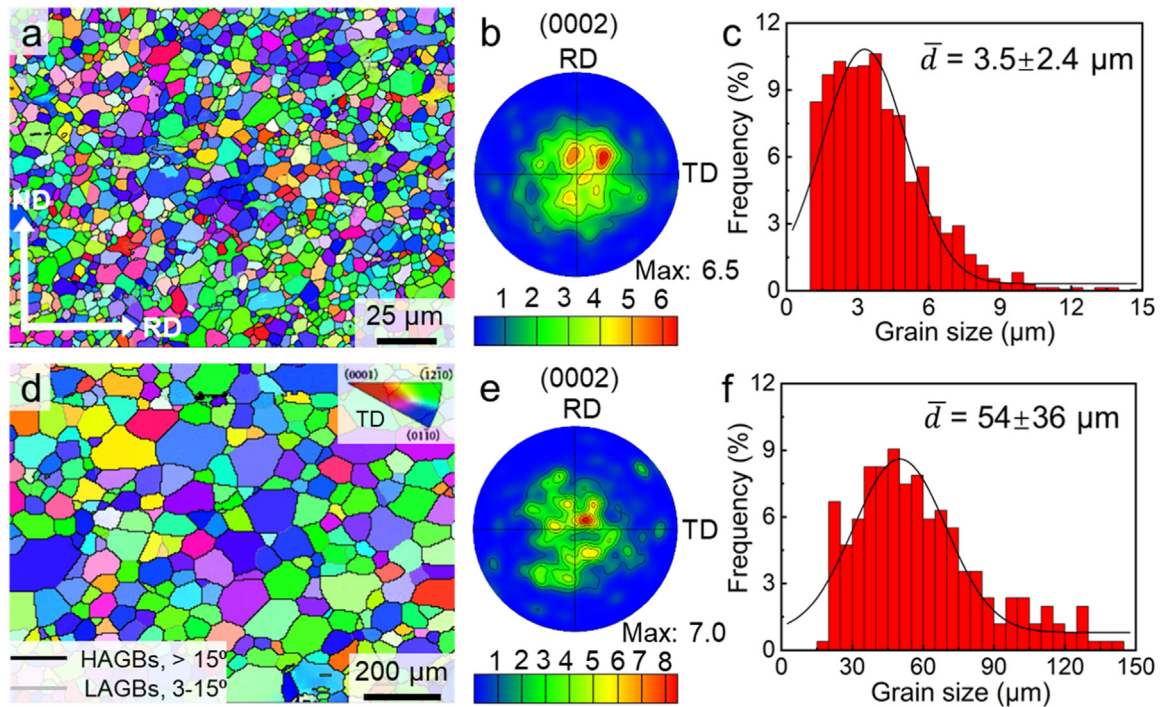 a
ND
RD
25 µm
b
(0002)
RD
TD
Max: 6.5
1 2 3 4 5 6
c
d̅ = 3.5±2.4 µm
Frequency (%)
12
9
6
3
0
0 3 6 9 12 15
Grain size (µm)
d
(0001) (1̅21̅0)
TD
(011̅0)
HAGBs, > 15º
LAGBs, 3-15º
200 µm
e
(0002)
RD
TD
Max: 7.0
1 2 3 4 5 6 7 8
f
d̅ = 54±36 µm
Frequency (%)
12
9
6
3
0
0 30 60 90 120 150
Grain size (µm)